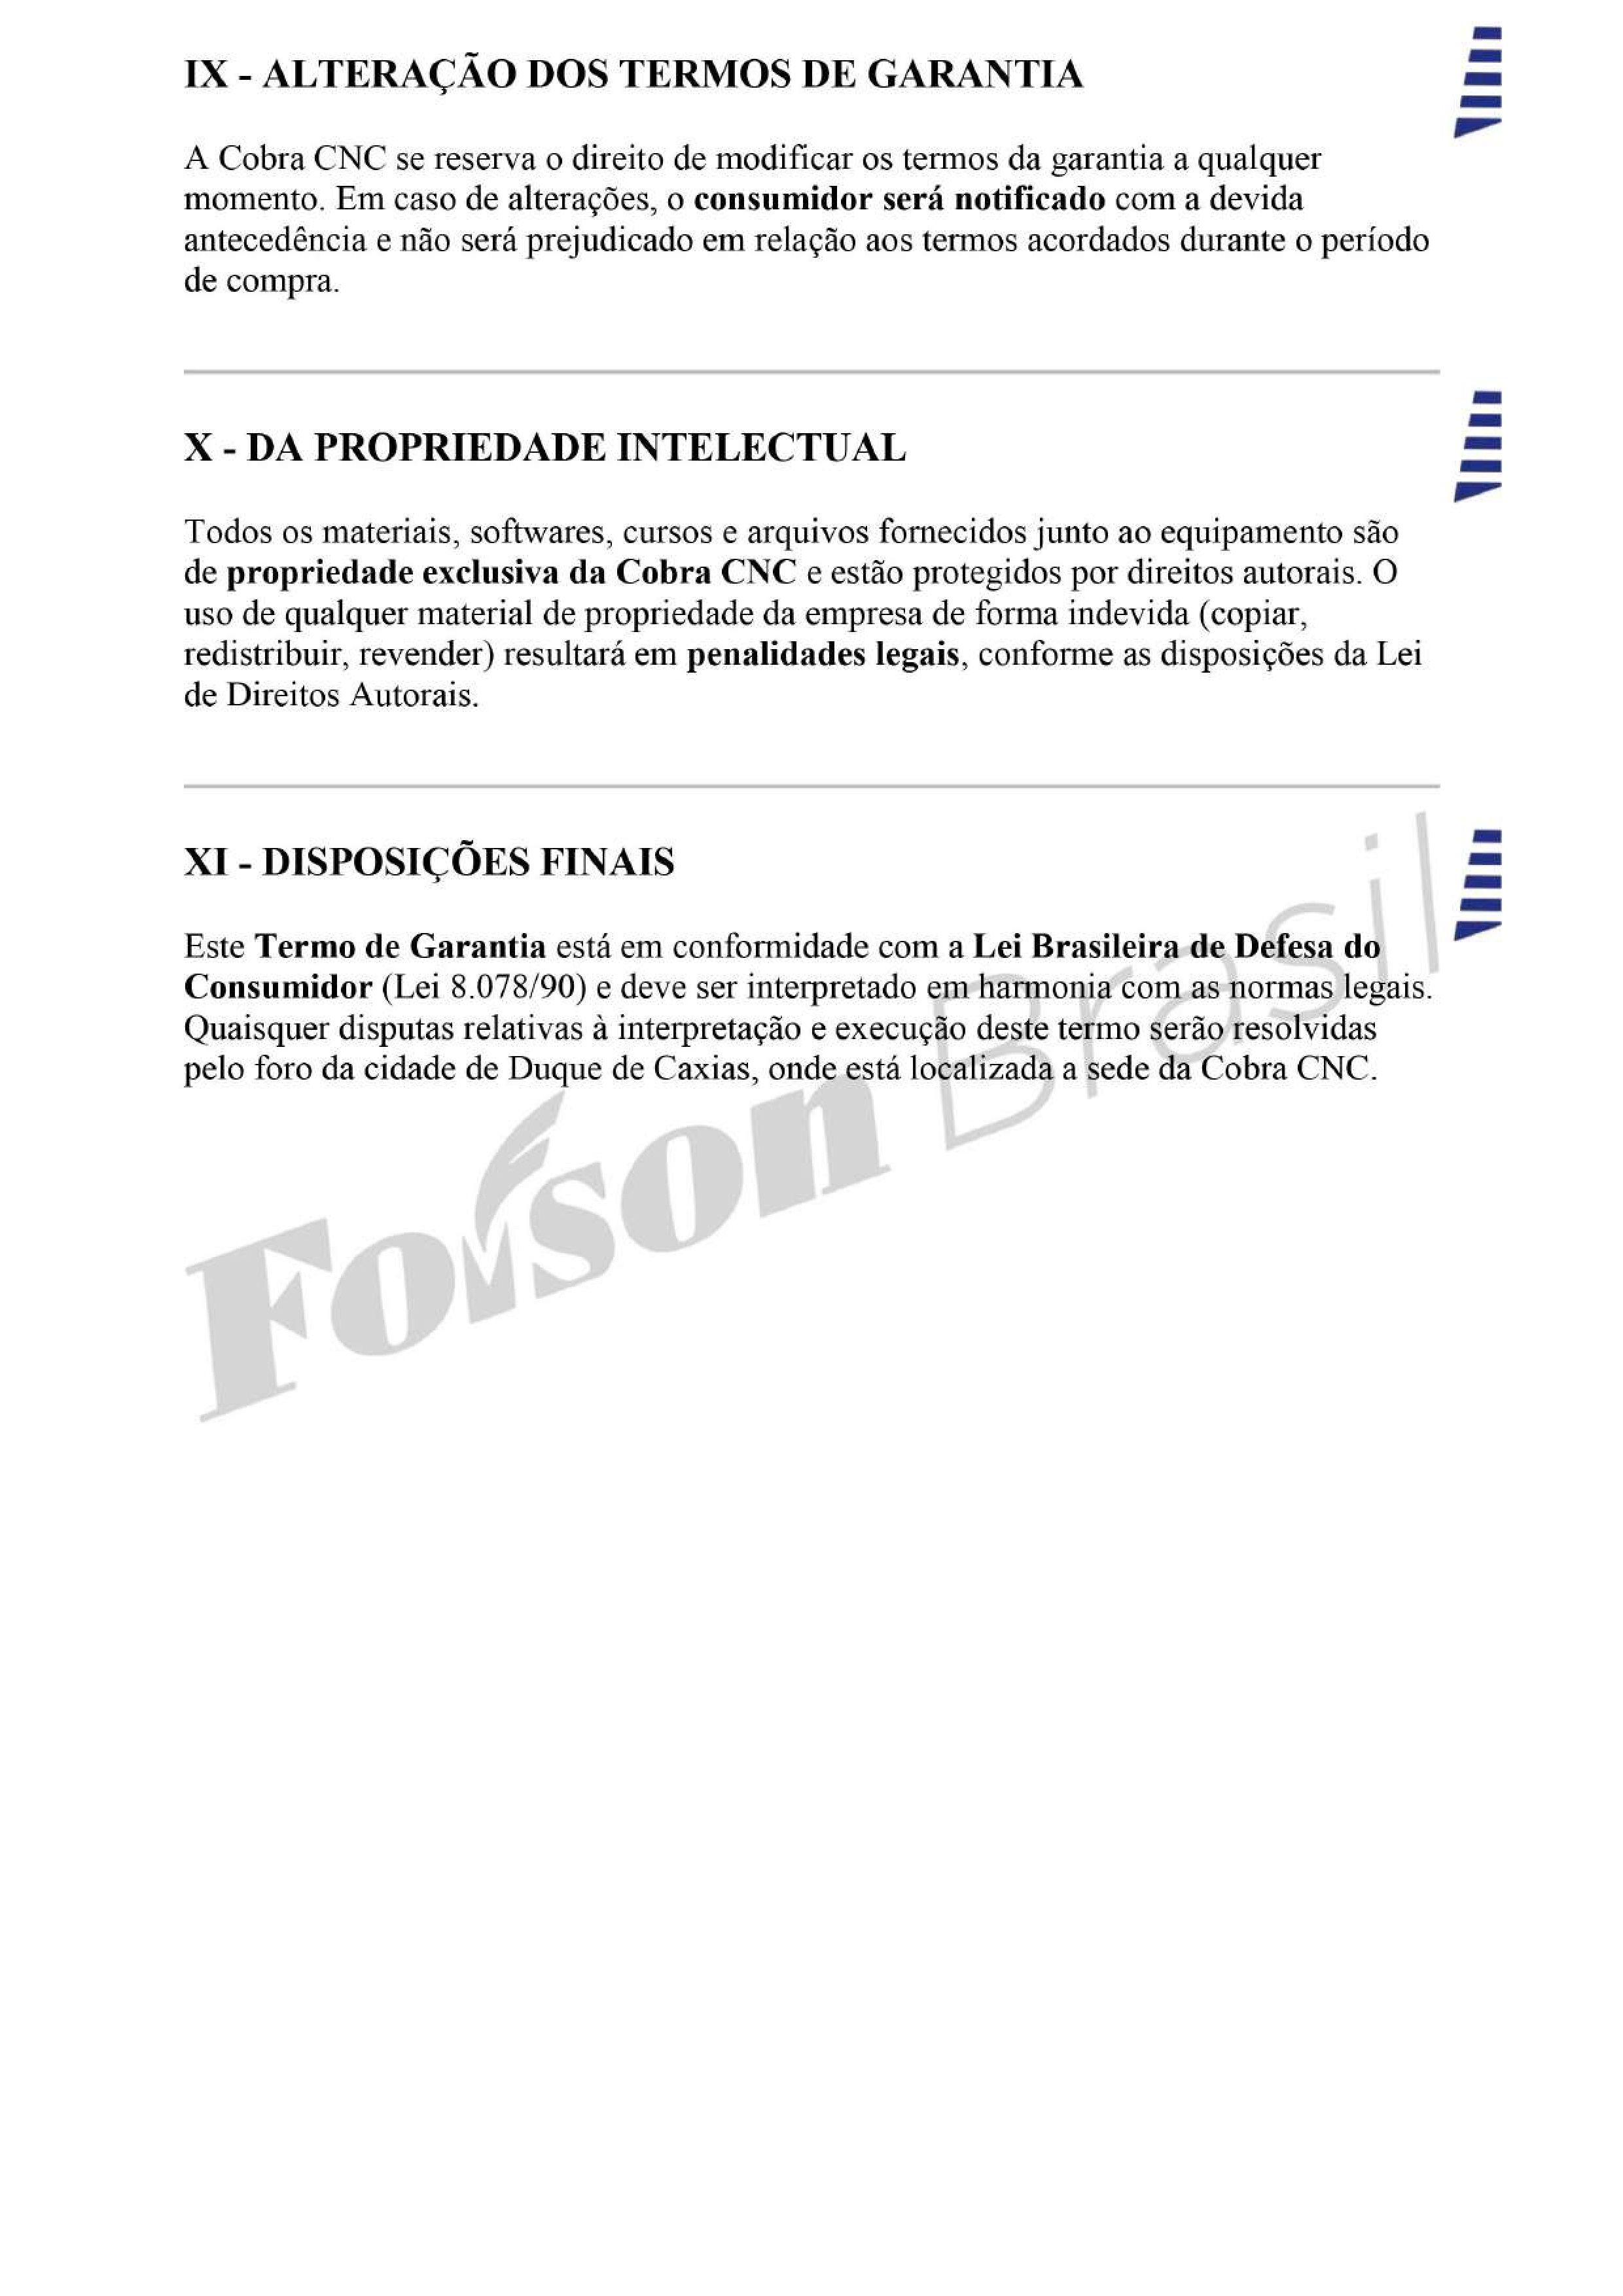 IX - ALTERAÇÃO DOS TERMOS DE GARANTIA
A Cobra CNC se reserva o direito de modificar os termos da garantia a qualquer
momento. Em caso de alterações, o consumidor será notificado com a devida
antecedência e não será prejudicado em relação aos termos acordados durante o período
de compra.
X - DA PROPRIEDADE INTELECTUAL
Todos os materiais, softwares, cursos e arquivos fornecidos junto ao equipamento são
de propriedade exclusiva da Cobra CNC e estão protegidos por direitos autorais. O
uso de qualquer material de propriedade da empresa de forma indevida (copiar,
redistribuir, revender) resultará em penalidades legais, conforme as disposições da Lei
de Direitos Autorais.
XI - DISPOSIÇÕES FINAIS
Este Termo de Garantia está em conformidade com a Lei Brasileira de Defesa do
Consumidor (Lei 8.078/90) e deve ser interpretado em harmonia com as normas legais.
Quaisquer disputas relativas à interpretação e execução deste termo serão resolvidas
pelo foro da cidade de Duque de Caxias, onde está localizada a sede da Cobra CNC.
Foison Brasil